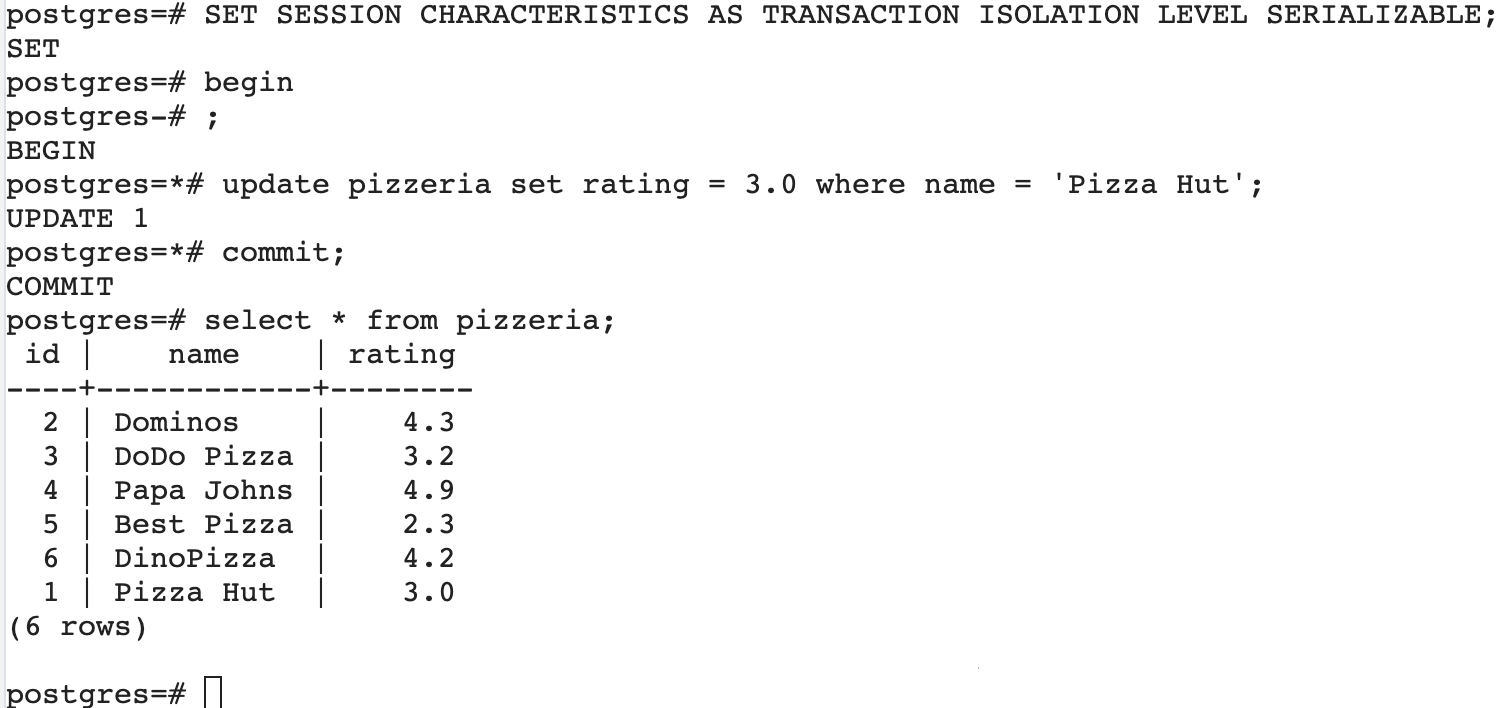 postgres=# SET SESSION CHARACTERISTICS AS TRANSACTION ISOLATION LEVEL SERIALIZABLE;
SET
postgres=# begin
postgres-# ;
BEGIN
postgres=*# update pizzeria set rating = 3.0 where name = 'Pizza Hut';
UPDATE 1
postgres=*# commit;
COMMIT
postgres=# select * from pizzeria;
 id |    name    | rating
----+------------+--------
  2 | Dominos    |    4.3
  3 | DoDo Pizza |    3.2
  4 | Papa Johns |    4.9
  5 | Best Pizza |    2.3
  6 | DinoPizza  |    4.2
  1 | Pizza Hut  |    3.0
(6 rows)
postgres=#